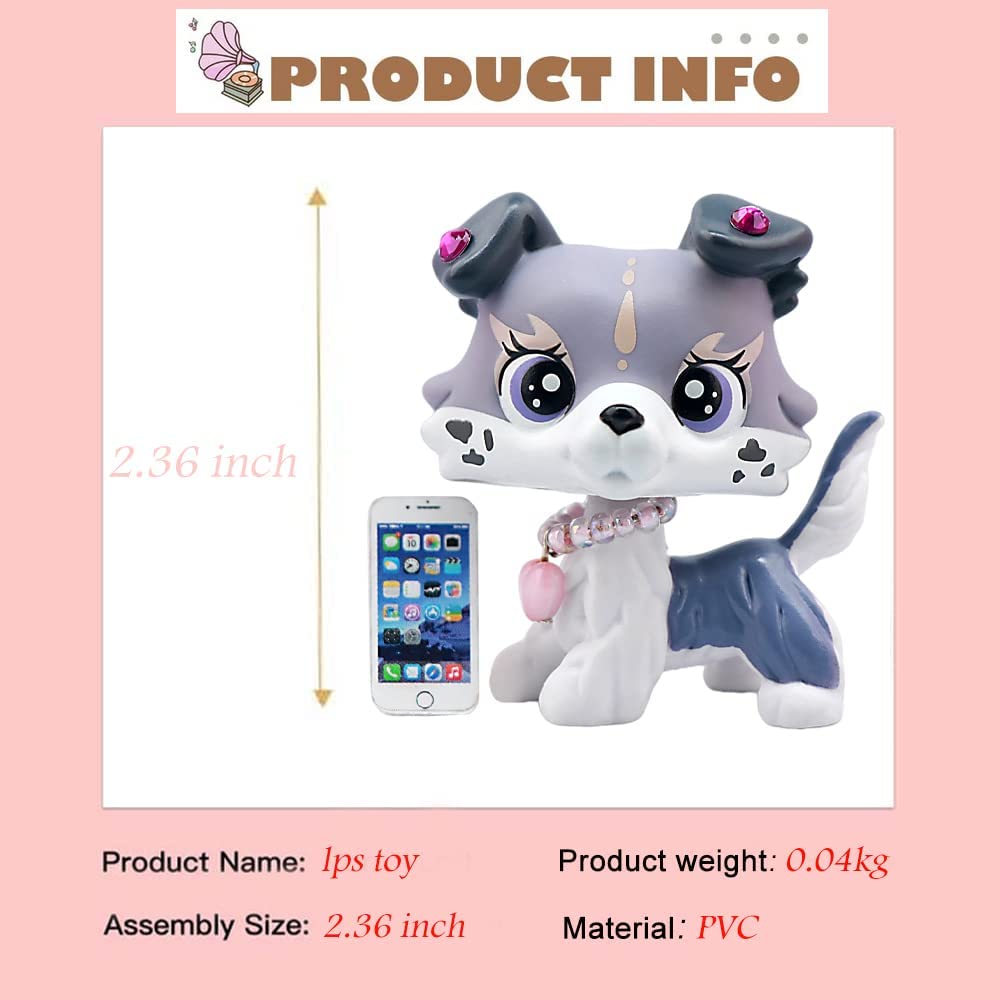 PRODUCT INFO
2.36 inch
10
Product Name: lps toy
Product weight: 0.04kg
Assembly Size: 2.36 inch
Material: PVC